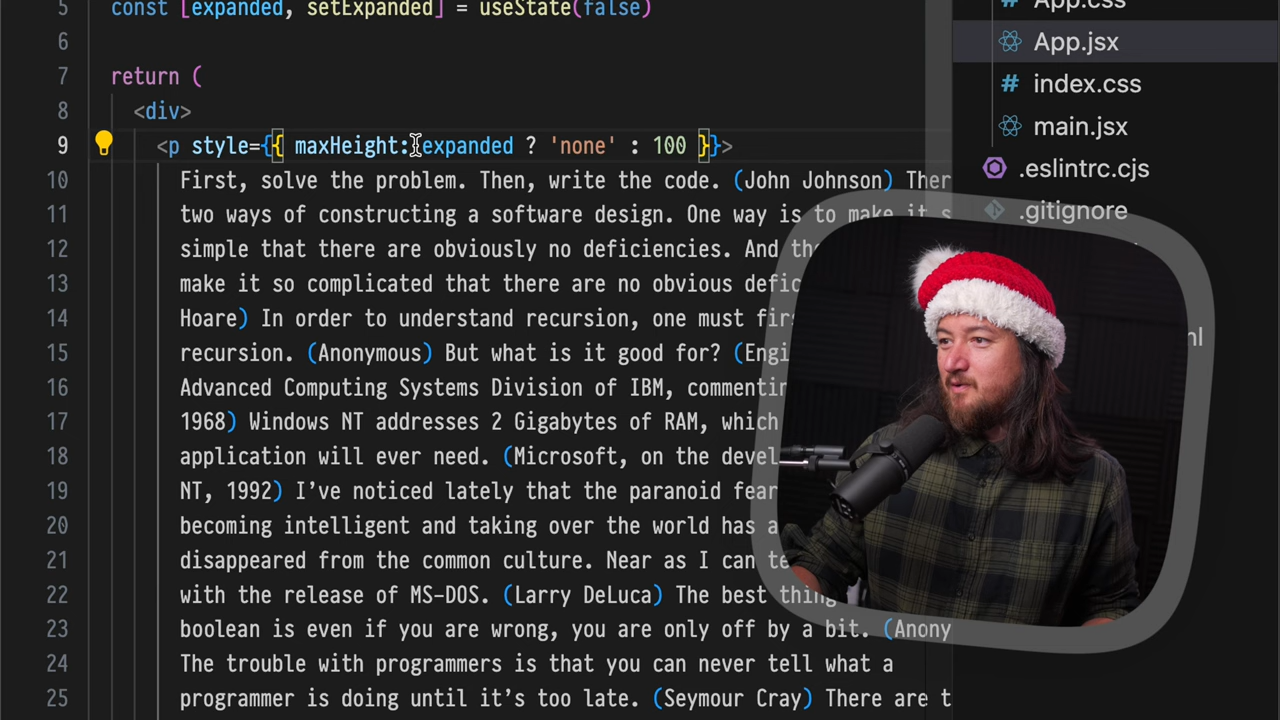 5 const [expanded, setExpanded] = useState(false)
6
7 return (
8 <div>
9 <p style={{ maxHeight: expanded ? 'none' : 100 }}>
10 First, solve the problem. Then, write the code. (John Johnson) Ther
11 two ways of constructing a software design. One way is to make it s
12 simple that there are obviously no deficiencies. And the
13 make it so complicated that there are no obvious defic
14 Hoare) In order to understand recursion, one must fir
15 recursion. (Anonymous) But what is it good for? (Engi
16 Advanced Computing Systems Division of IBM, commentin
17 1968) Windows NT addresses 2 Gigabytes of RAM, which
18 application will ever need. (Microsoft, on the devel
19 NT, 1992) I’ve noticed lately that the paranoid fear
20 becoming intelligent and taking over the world has a
21 disappeared from the common culture. Near as I can te
22 with the release of MS-DOS. (Larry DeLuca) The best thing
23 boolean is even if you are wrong, you are only off by a bit. (Anony
24 The trouble with programmers is that you can never tell what a
25 programmer is doing until it’s too late. (Seymour Cray) There are t
# App.css
App.jsx
# index.css
main.jsx
.eslintrc.cjs
.gitignore
nl